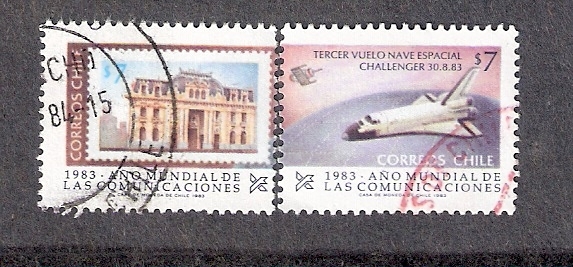 CORREOS CHILE
$7
1983 - AÑO MUNDIAL DE
LAS COMUNICACIONES
CASA DE MONEDA DE CHILE 1983
84-15
TERCER VUELO NAVE ESPACIAL
CHALLENGER 30.8.83
$7
CORREOS CHILE
1983 - AÑO MUNDIAL DE
LAS COMUNICACIONES
CASA DE MONEDA DE CHILE 1983